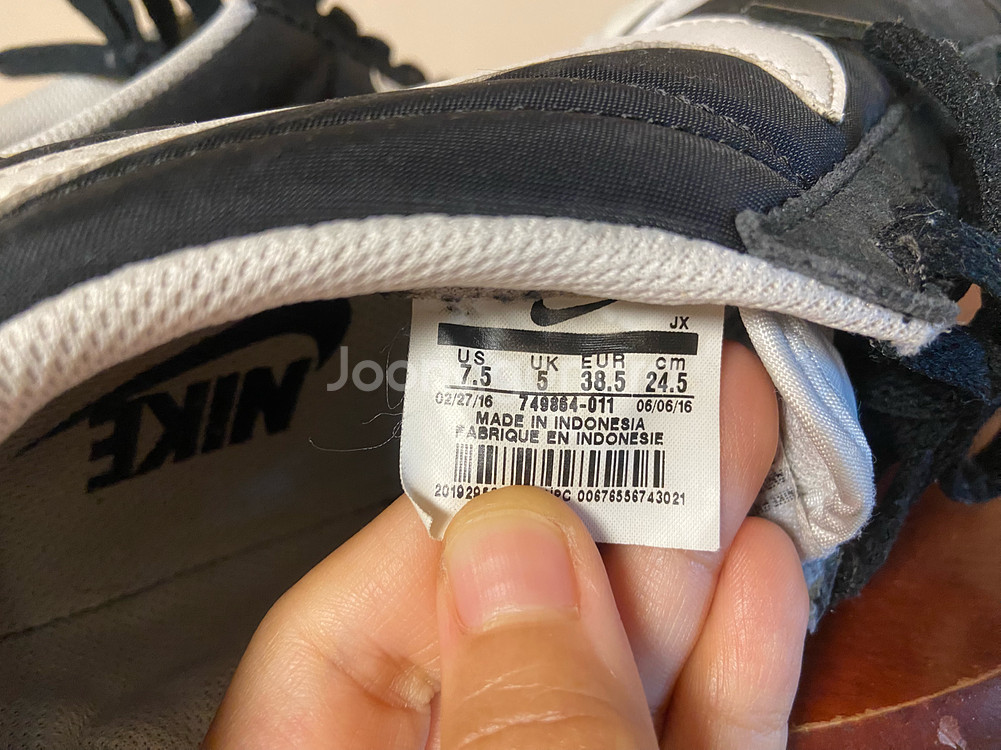 JX
US UK EUR cm
7.5 5 38.5 24.5
02/27/16 749864-011 06/06/16
MADE IN INDONESIA
FABRIQUE EN INDONESIE
00676556743021
NIKE